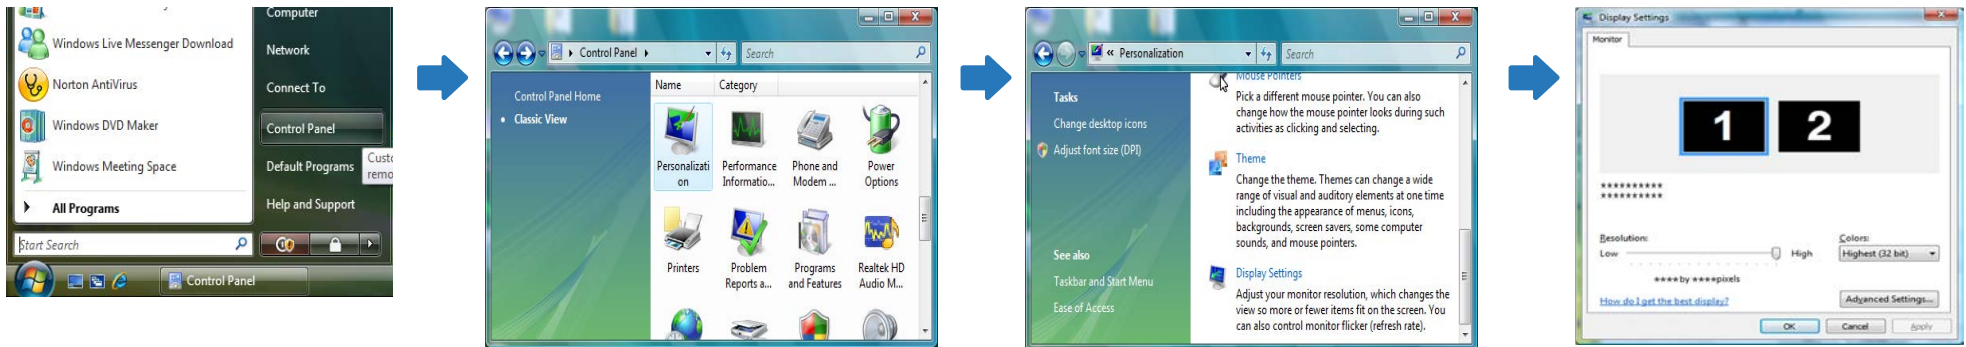 Windows Live Messenger Download
Norton AntiVirus
Windows DVD Maker
Windows Meeting Space
All Programs
Start Search
Computer
Network
Connect To
Control Panel
Default Programs
Help and Support
Custo
remo
Control Panel
Control Panel
Search
Control Panel Home
Classic View
Name
Category
Personalizati
on
Performance
Informatio...
Phone and
Modem ...
Power
Options
Printers
Problem
Reports a...
Programs
and Features
Realtek HD
Audio M...
« Personalization
Search
Tasks
Change desktop icons
Adjust font size (DPI)
See also
Taskbar and Start Menu
Ease of Access
Mouse Pointers
Pick a different mouse pointer. You can also
change how the mouse pointer looks during such
activities as clicking and selecting.
Theme
Change the theme. Themes can change a wide
range of visual and auditory elements at one time
including the appearance of menus, icons,
backgrounds, screen savers, some computer
sounds, and mouse pointers.
Display Settings
Adjust your monitor resolution, which changes the
view so more or fewer items fit on the screen. You
can also control monitor flicker (refresh rate).
Display Settings
Monitor
1
2
**********
**********
Resolution:
Low
High
****by ****pixels
Colors:
Highest (32 bit)
How do I get the best display?
Advanced Settings...
OK
Cancel
Apply